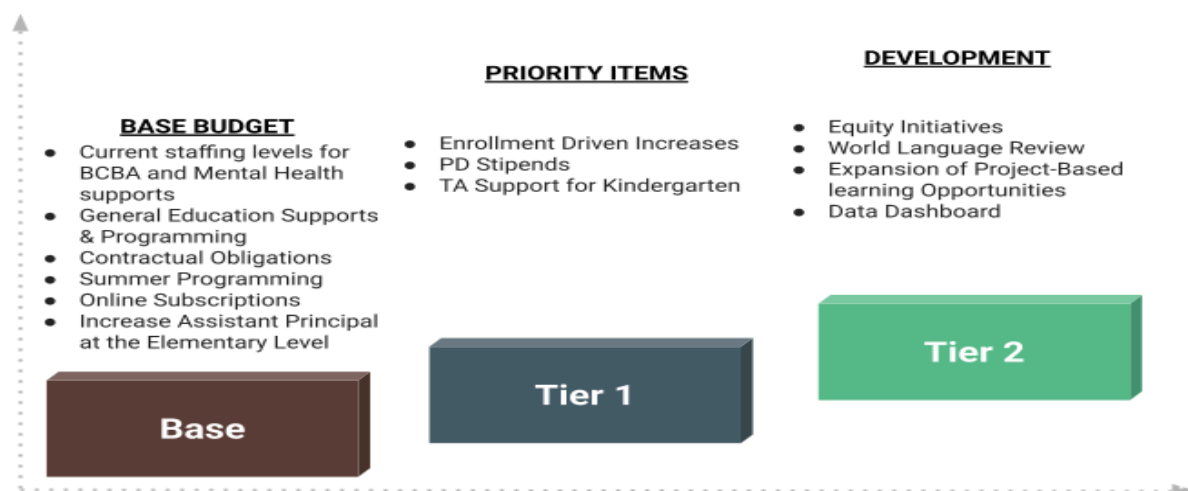 BASE BUDGET
● Current staffing levels for
BCBA and Mental Health
supports
● General Education Supports
& Programming
● Contractual Obligations
● Summer Programming
● Online Subscriptions
● Increase Assistant Principal
at the Elementary Level
Base
PRIORITY ITEMS
● Enrollment Driven Increases
● PD Stipends
● TA Support for Kindergarten
Tier 1
DEVELOPMENT
● Equity Initiatives
● World Language Review
● Expansion of Project-Based
learning Opportunities
● Data Dashboard
Tier 2